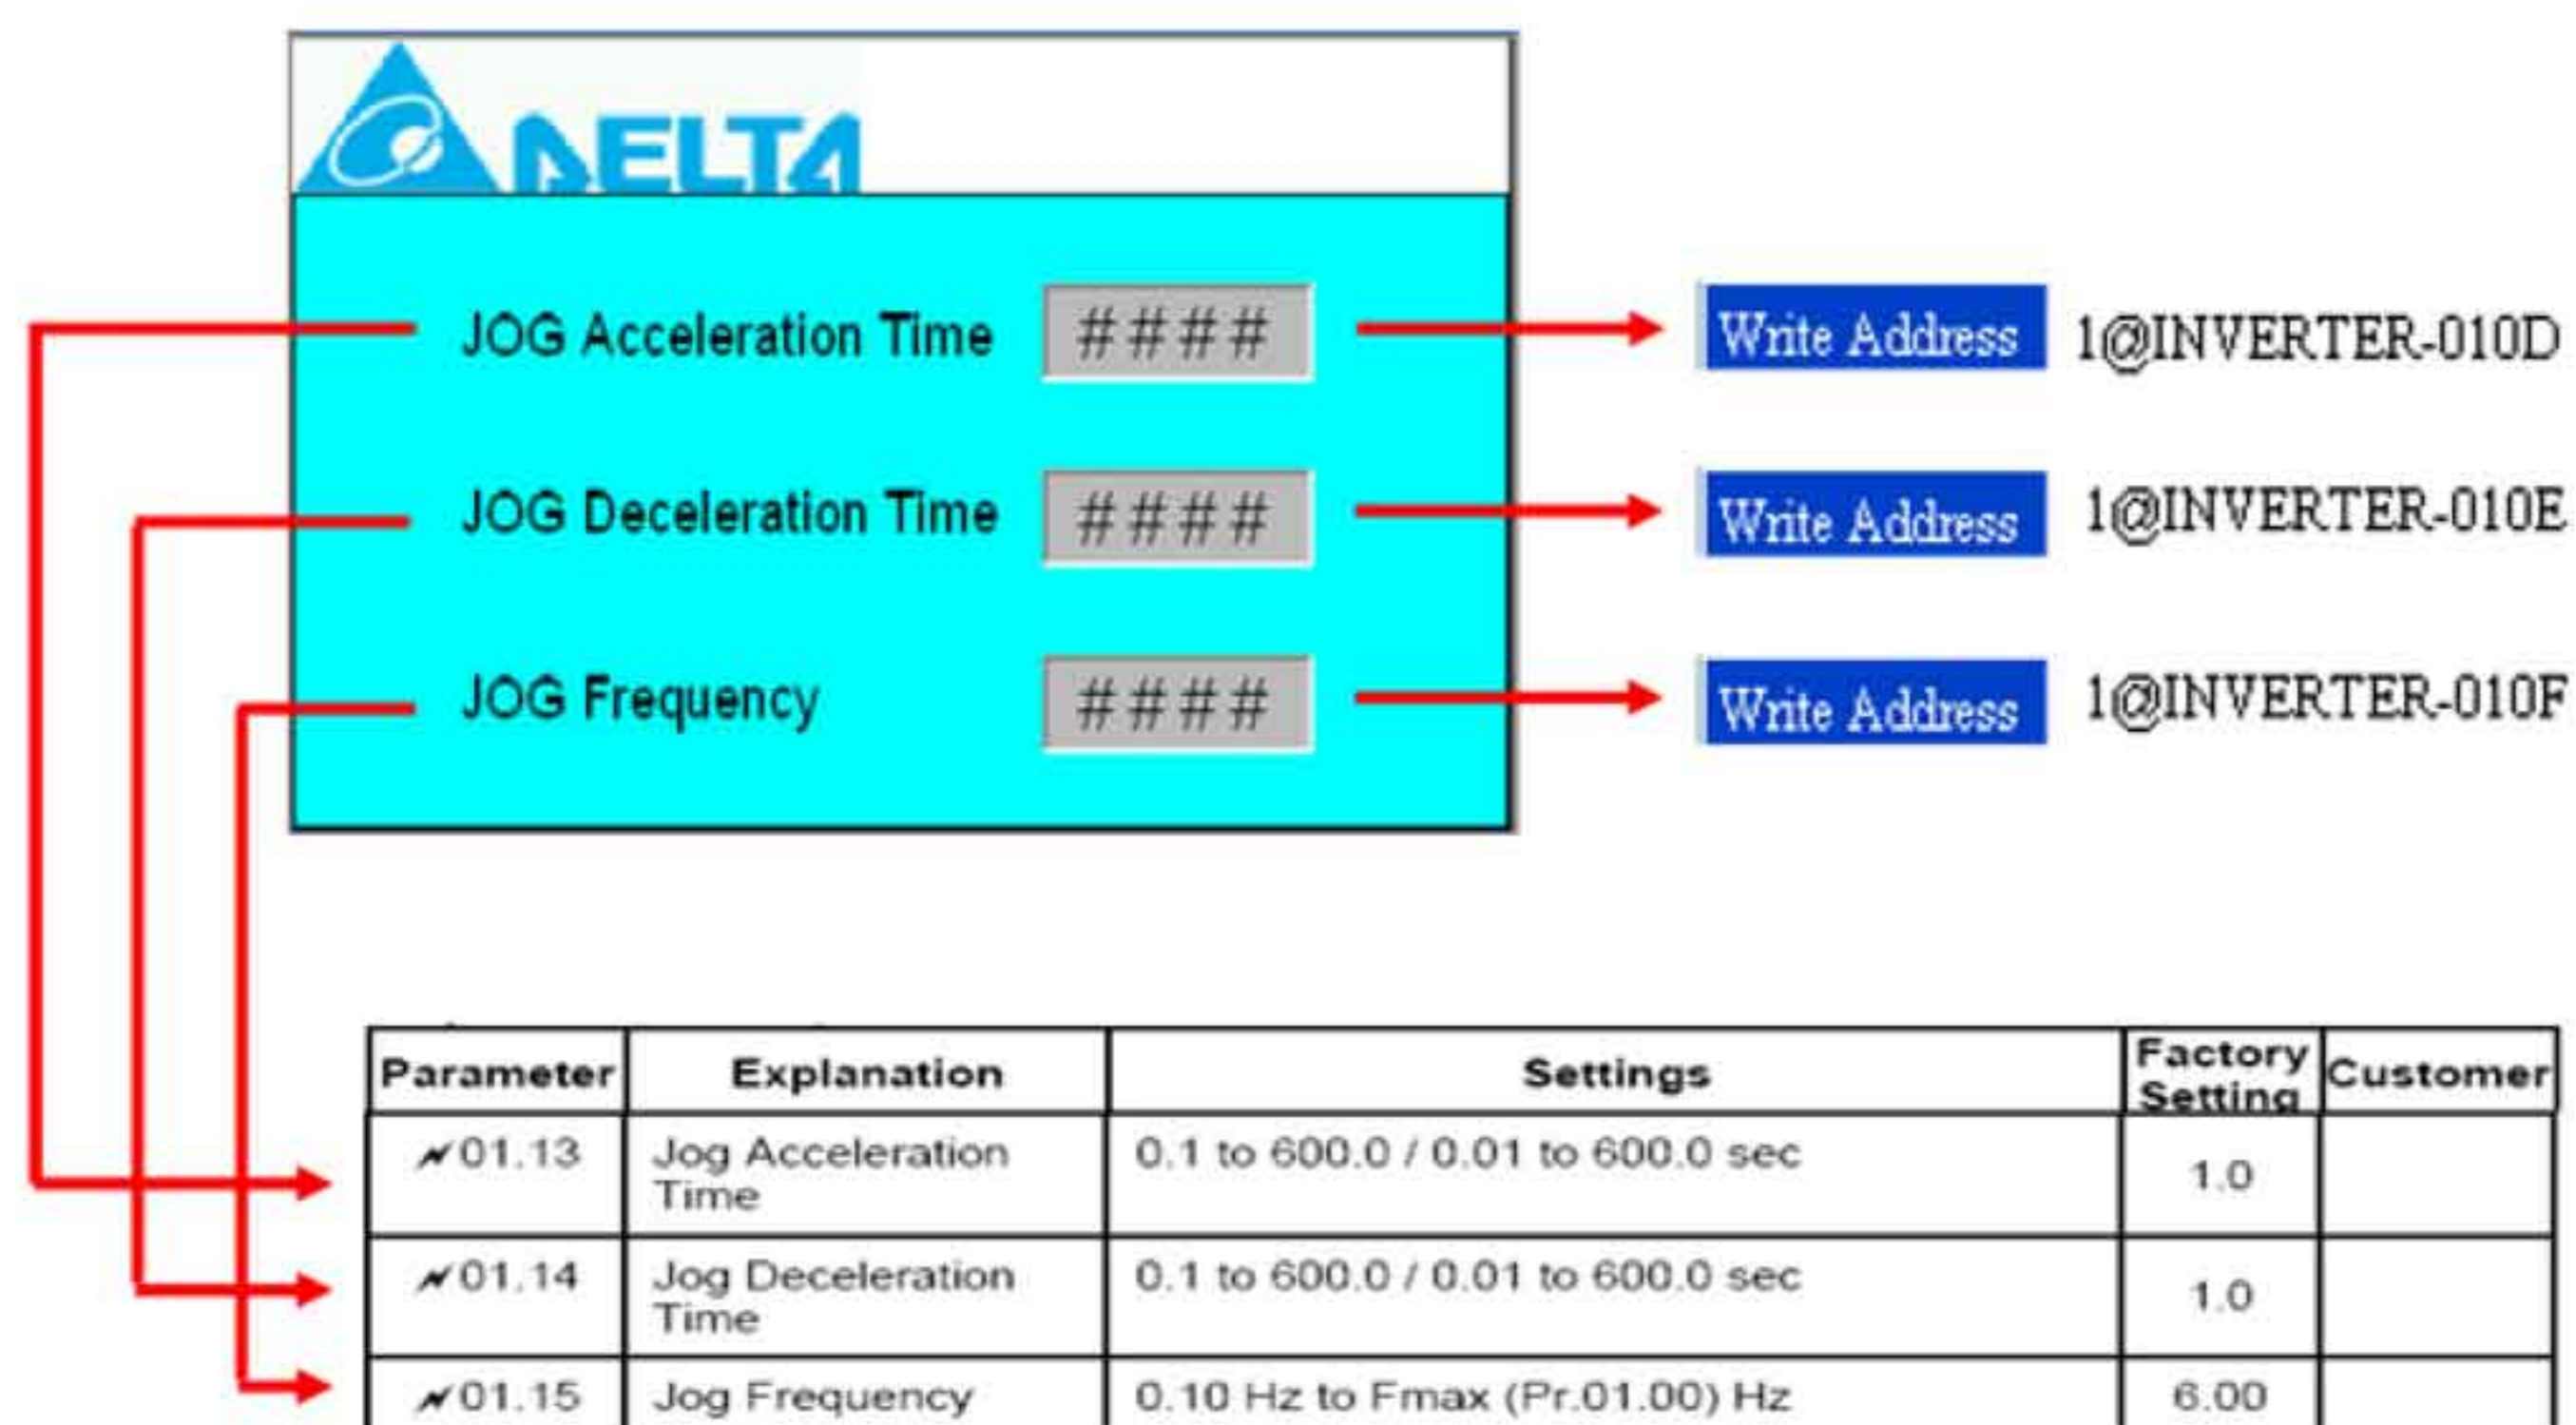 DELTA
JOG Acceleration Time #### Write Address 1@INVERTER-010D
JOG Deceleration Time #### Write Address 1@INVERTER-010E
JOG Frequency #### Write Address 1@INVERTER-010F
Parameter Explanation Settings Factory Setting Customer
01.13 Jog Acceleration Time 0.1 to 600.0 / 0.01 to 600.0 sec 1.0
01.14 Jog Deceleration Time 0.1 to 600.0 / 0.01 to 600.0 sec 1.0
01.15 Jog Frequency 0.10 Hz to Fmax (Pr.01.00) Hz 6.00